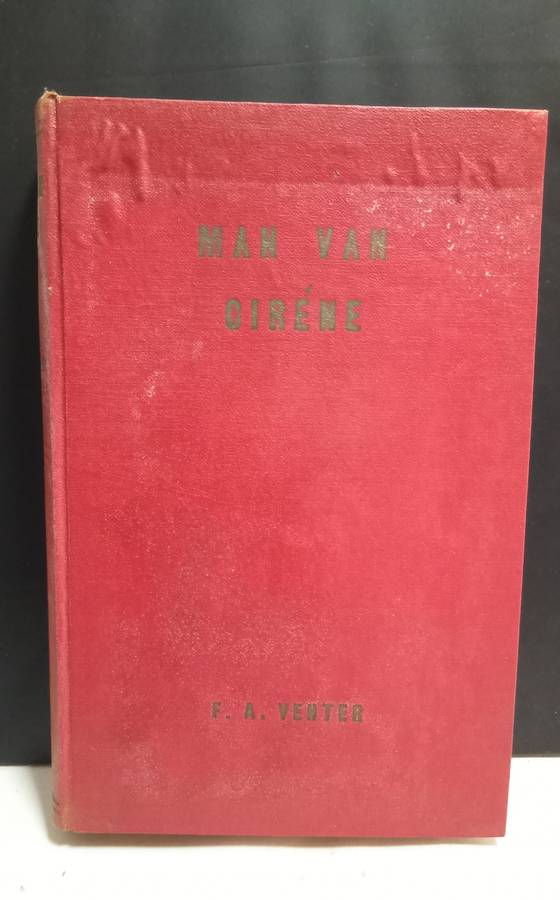 MAN VAN
CIRÉNE
F. A. VENTER